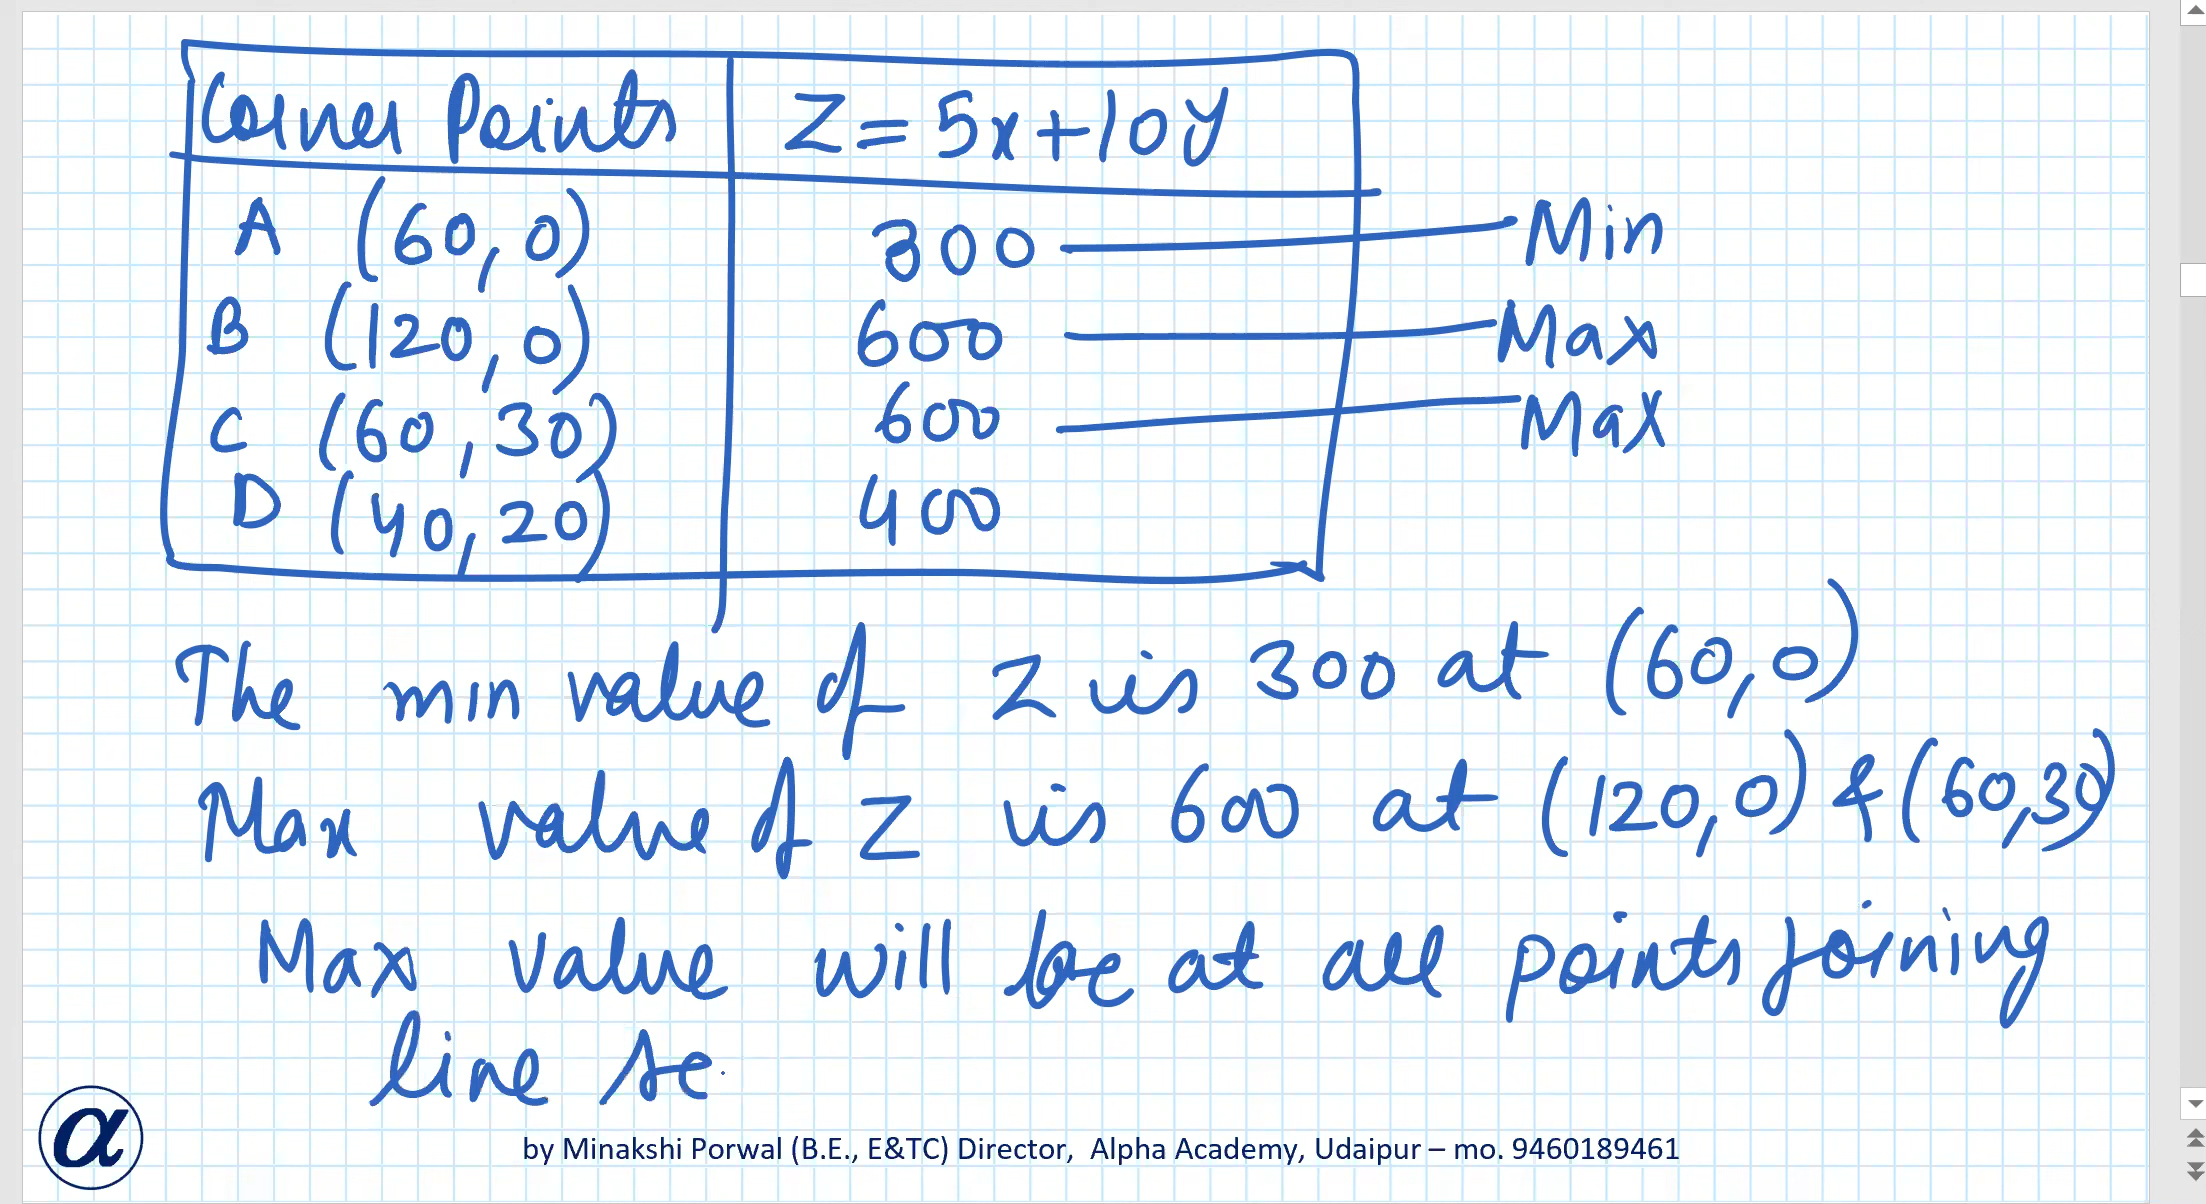 Corner Points Z=5x+10y
A (60,0) 300 Min
B (120,0) 600 Max
C (60,30) 600 Max
D (40,20) 400
The min value of Z is 300 at (60,0)
Max value of Z is 600 at (120,0) & (60,30)
Max value will be at all points joining
line se
α
by Minakshi Porwal (B.E., E&TC) Director, Alpha Academy, Udaipur – mo. 9460189461